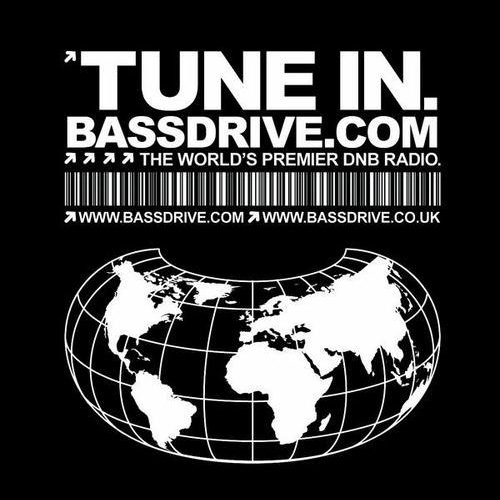 TUNE IN.
BASSDRIVE.COM
THE WORLD'S PREMIER DNB RADIO.
WWW.BASSDRIVE.COM WWW.BASSDRIVE.CO.UK